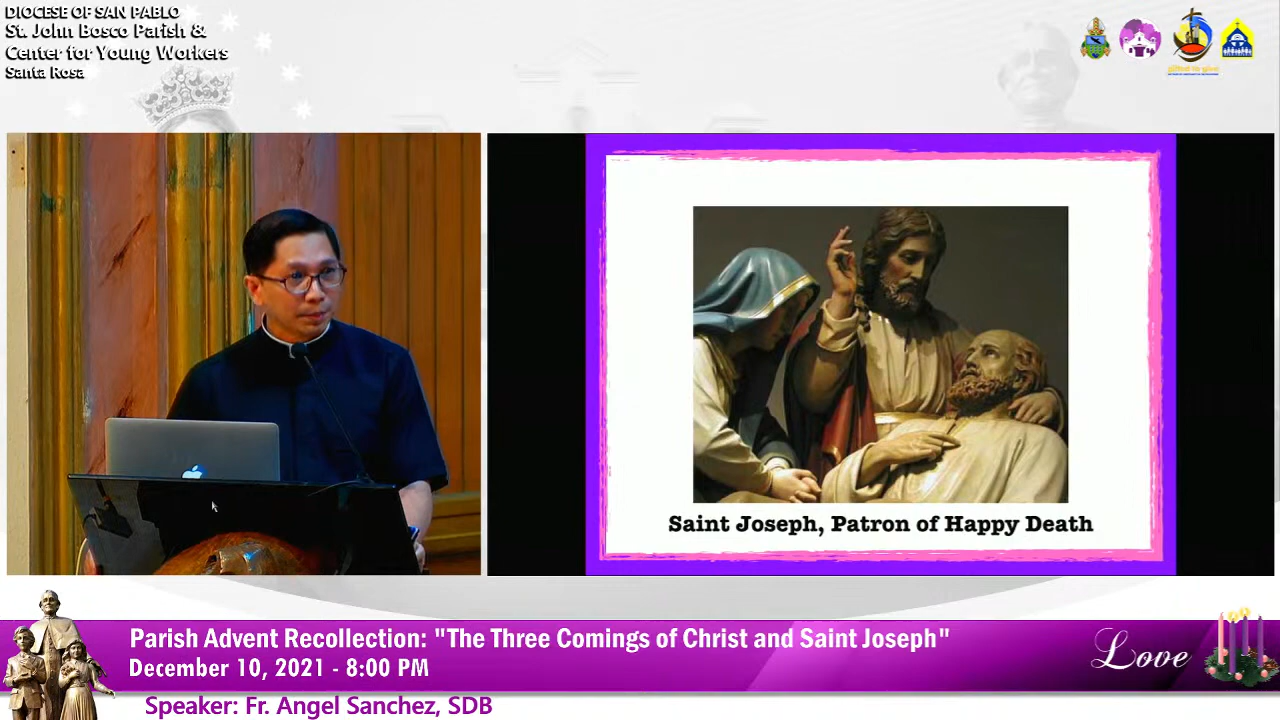 DIOCESE OF SAN PABLO
St. John Bosco Parish &
Center for Young Workers
Santa Rosa
Saint Joseph, Patron of Happy Death
Parish Advent Recollection: "The Three Comings of Christ and Saint Joseph"
December 10, 2021 - 8:00 PM
Love
Speaker: Fr. Angel Sanchez, SDB